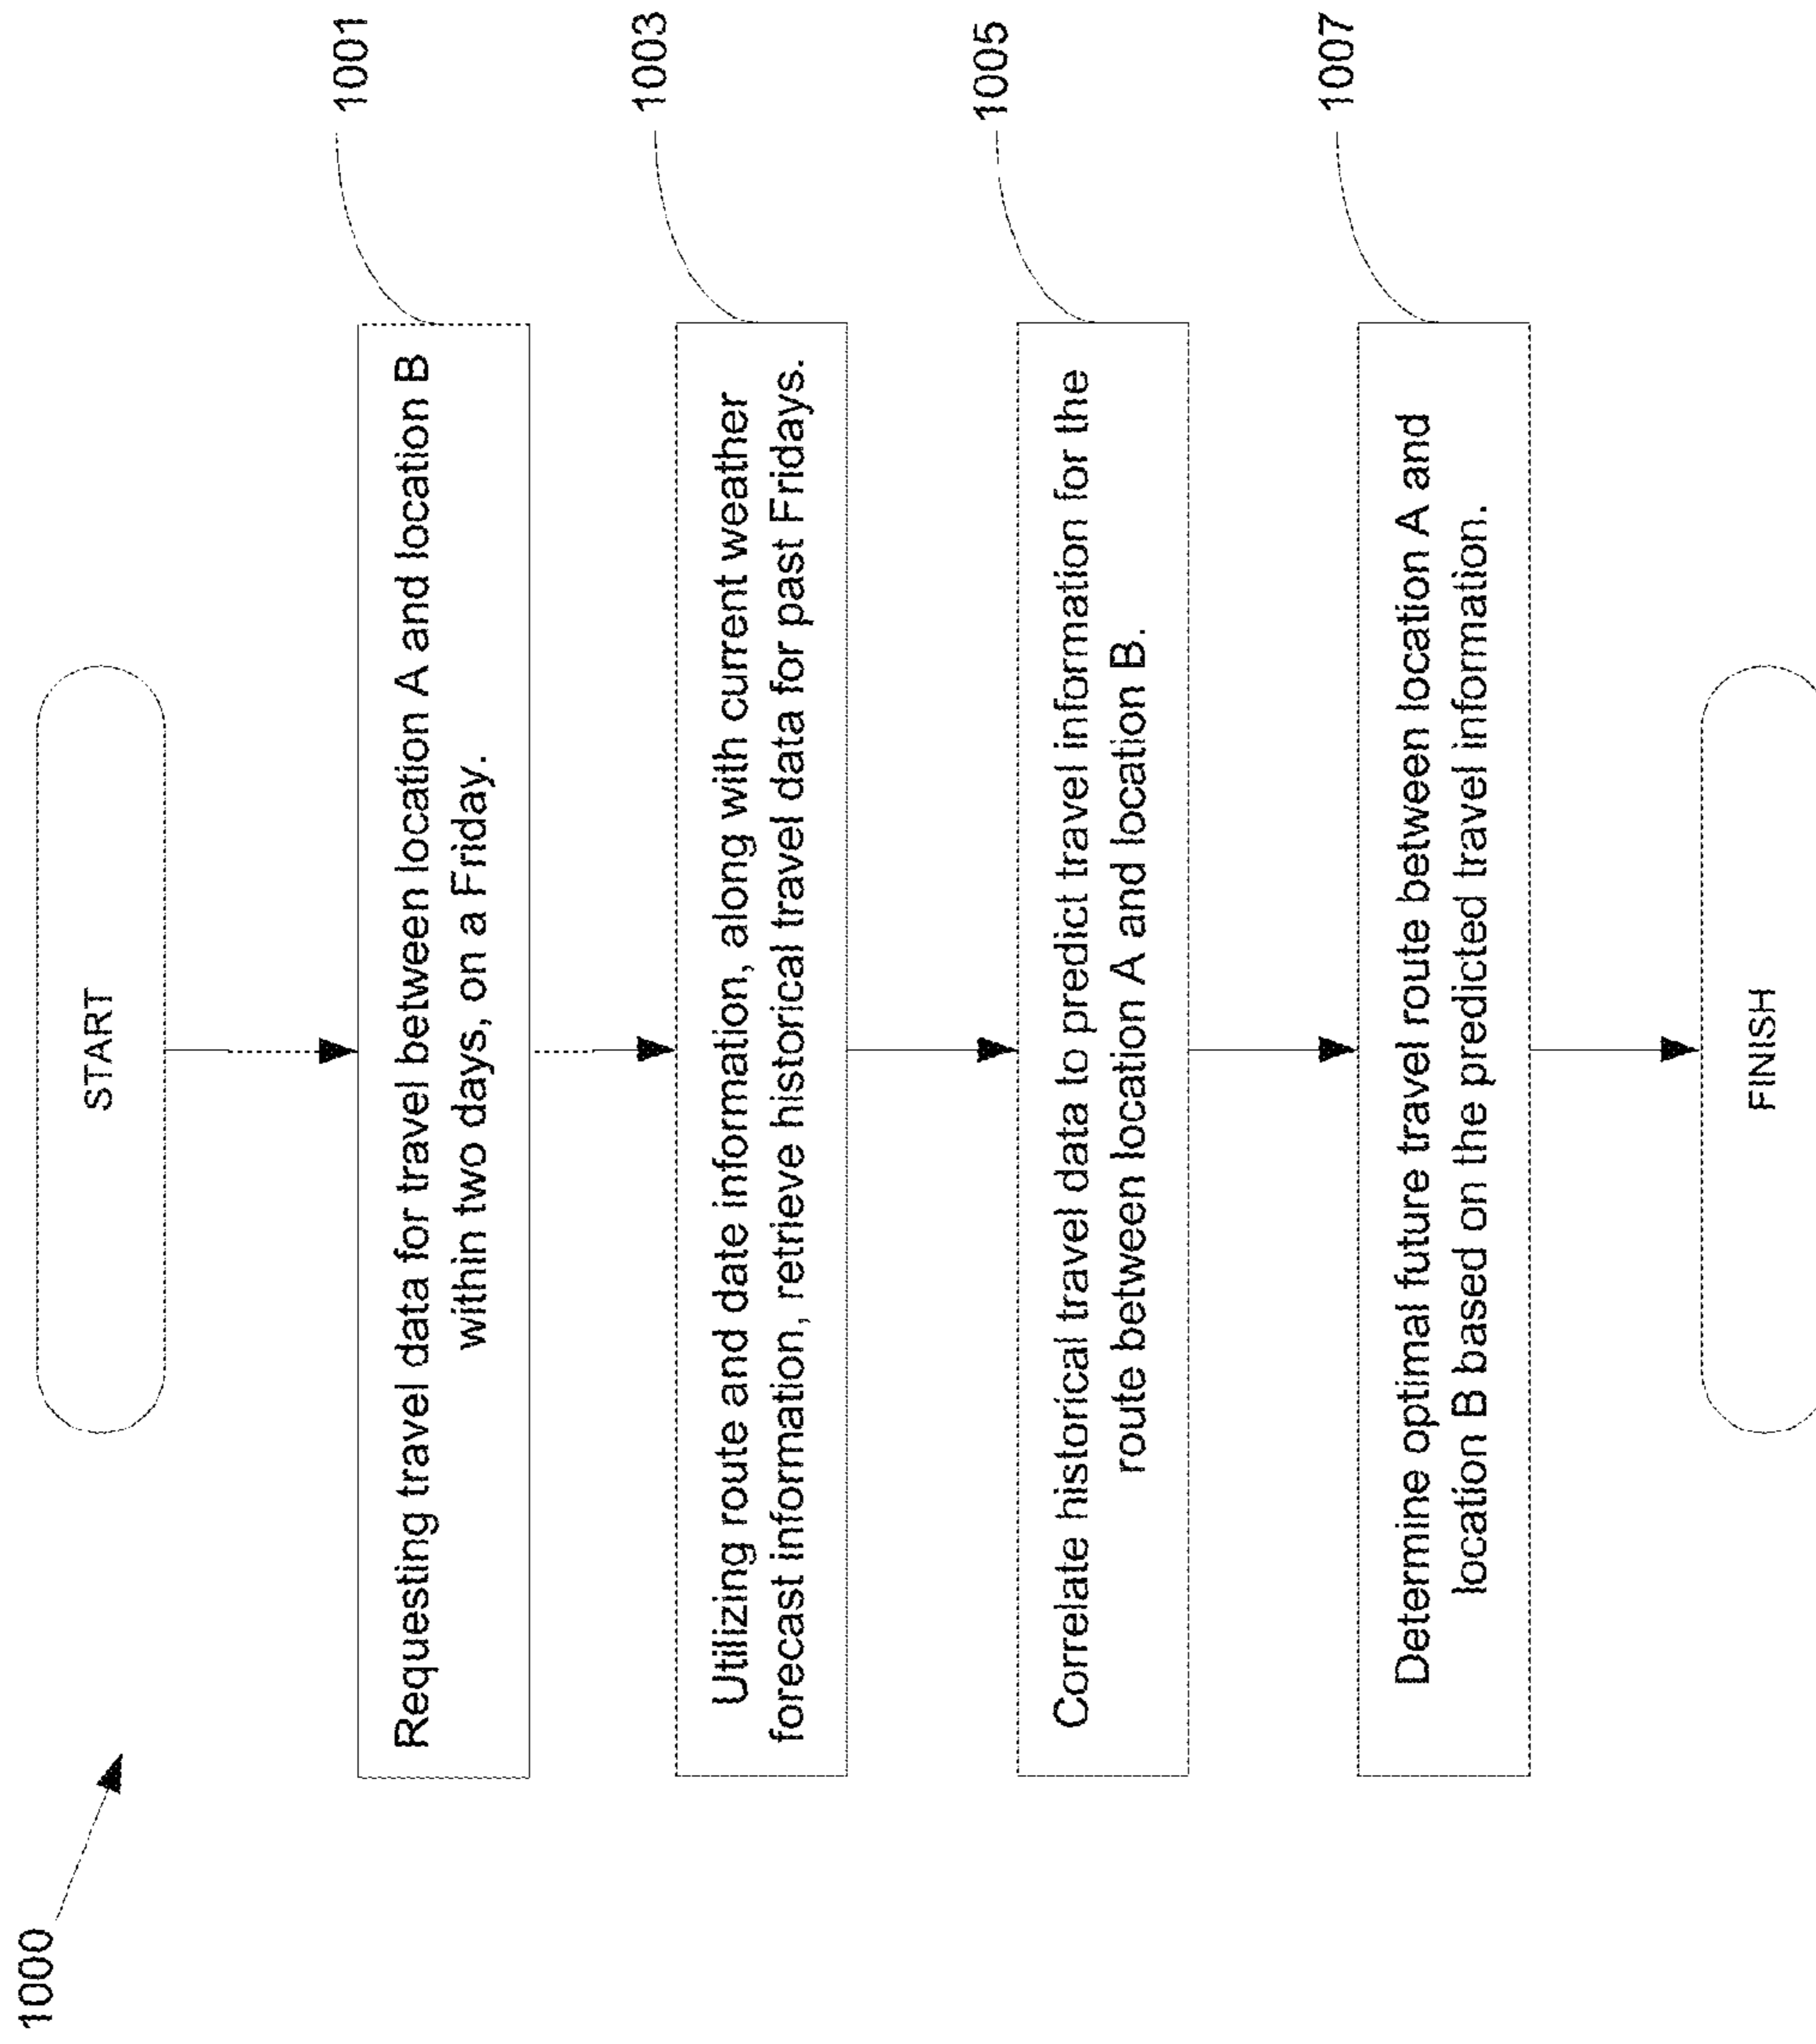 1000
START
Requesting travel data for travel between location A and location B
within two days, on a Friday.
1001
Utilizing route and date information, along with current weather
forecast information, retrieve historical travel data for past Fridays.
1003
Correlate historical travel data to predict travel information for the
route between location A and location B.
1005
Determine optimal future travel route between location A and
location B based on the predicted travel information.
1007
FINISH